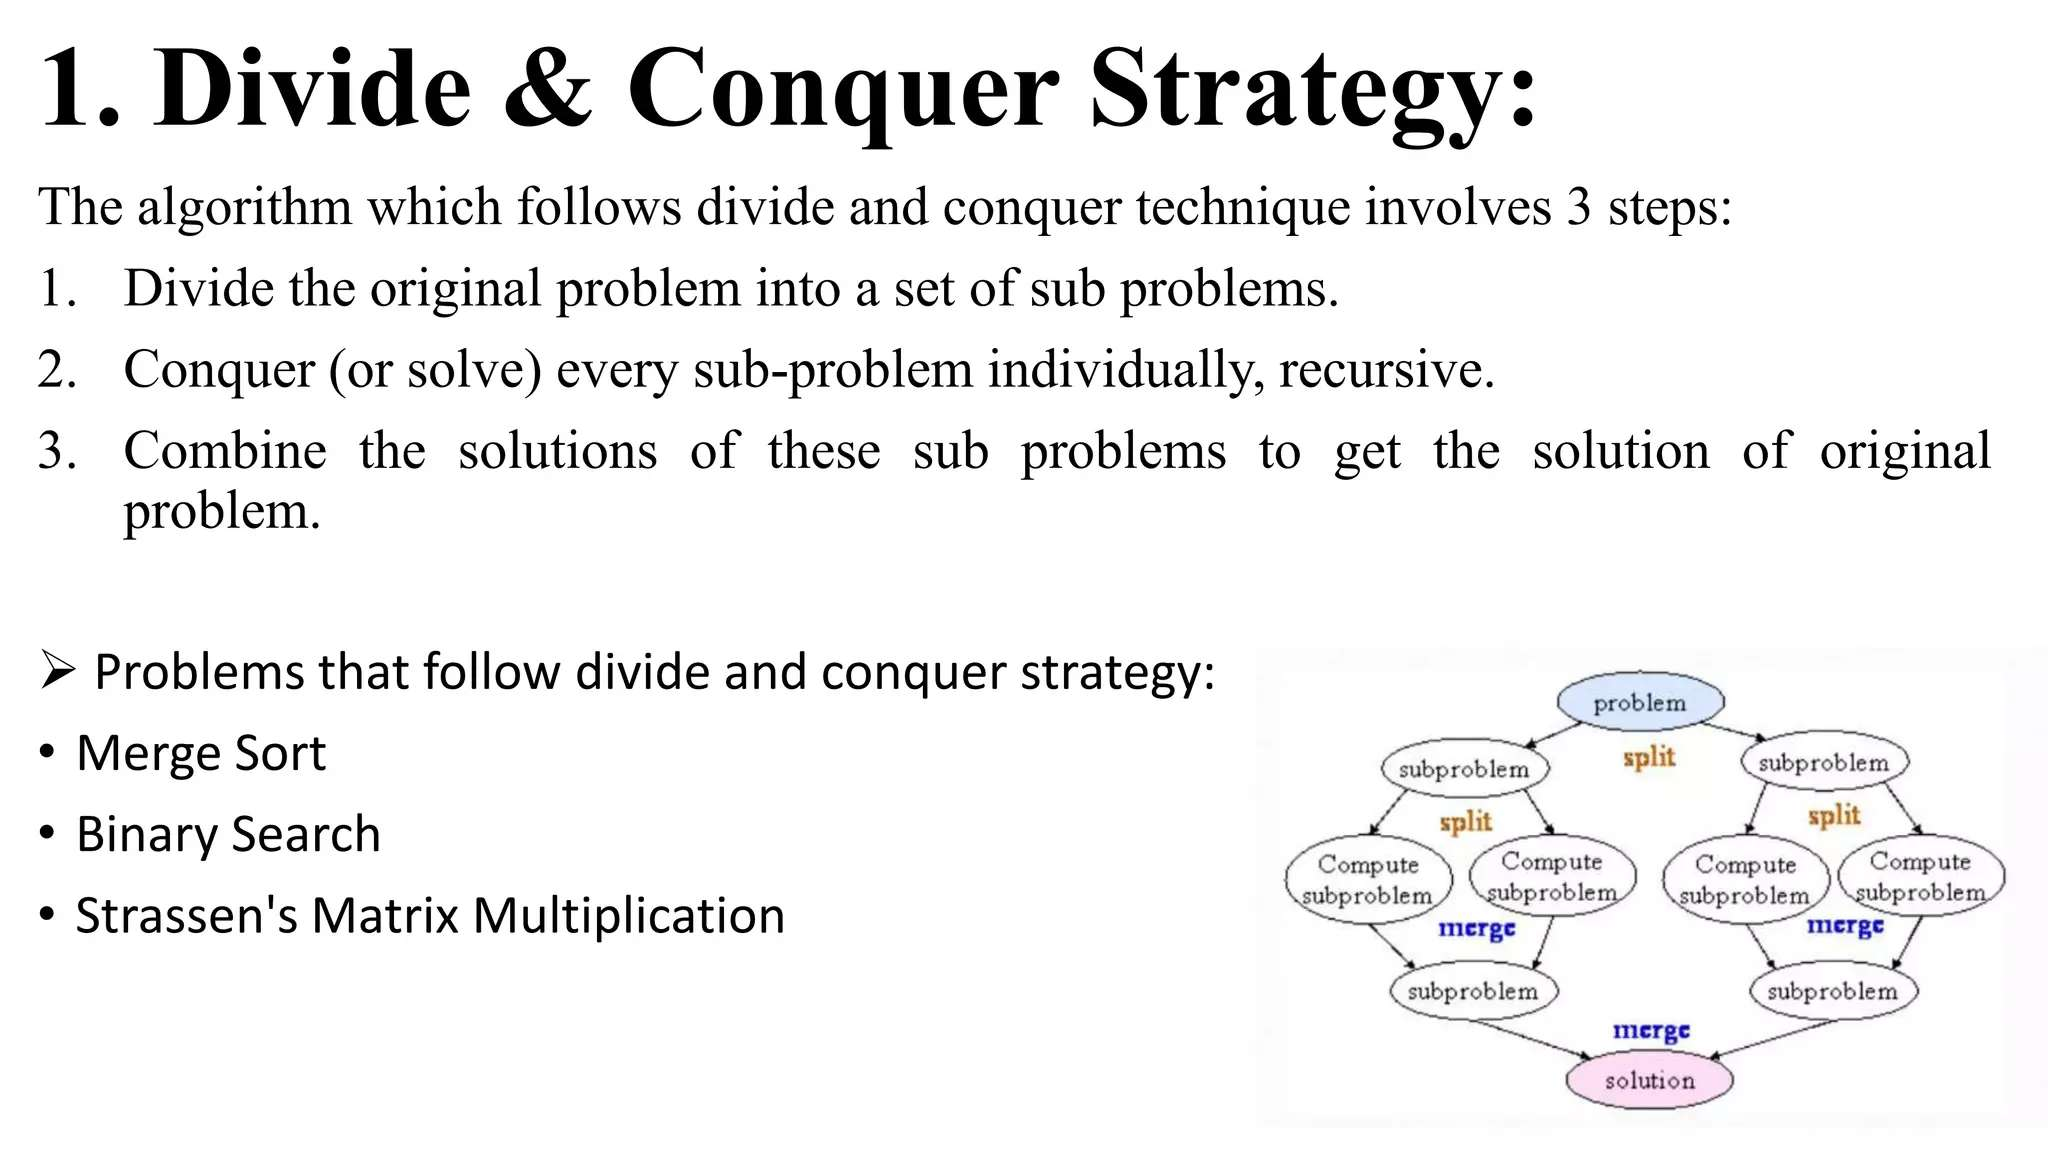 1. Divide & Conquer Strategy:
The algorithm which follows divide and conquer technique involves 3 steps:
1. Divide the original problem into a set of sub problems.
2. Conquer (or solve) every sub-problem individually, recursive.
3. Combine the solutions of these sub problems to get the solution of original
problem.
➢ Problems that follow divide and conquer strategy:
• Merge Sort
• Binary Search
• Strassen's Matrix Multiplication
problem
split
subproblem
subproblem
split
split
Compute
subproblem
Compute
subproblem
Compute
subproblem
Compute
subproblem
merge
merge
subproblem
subproblem
merge
solution